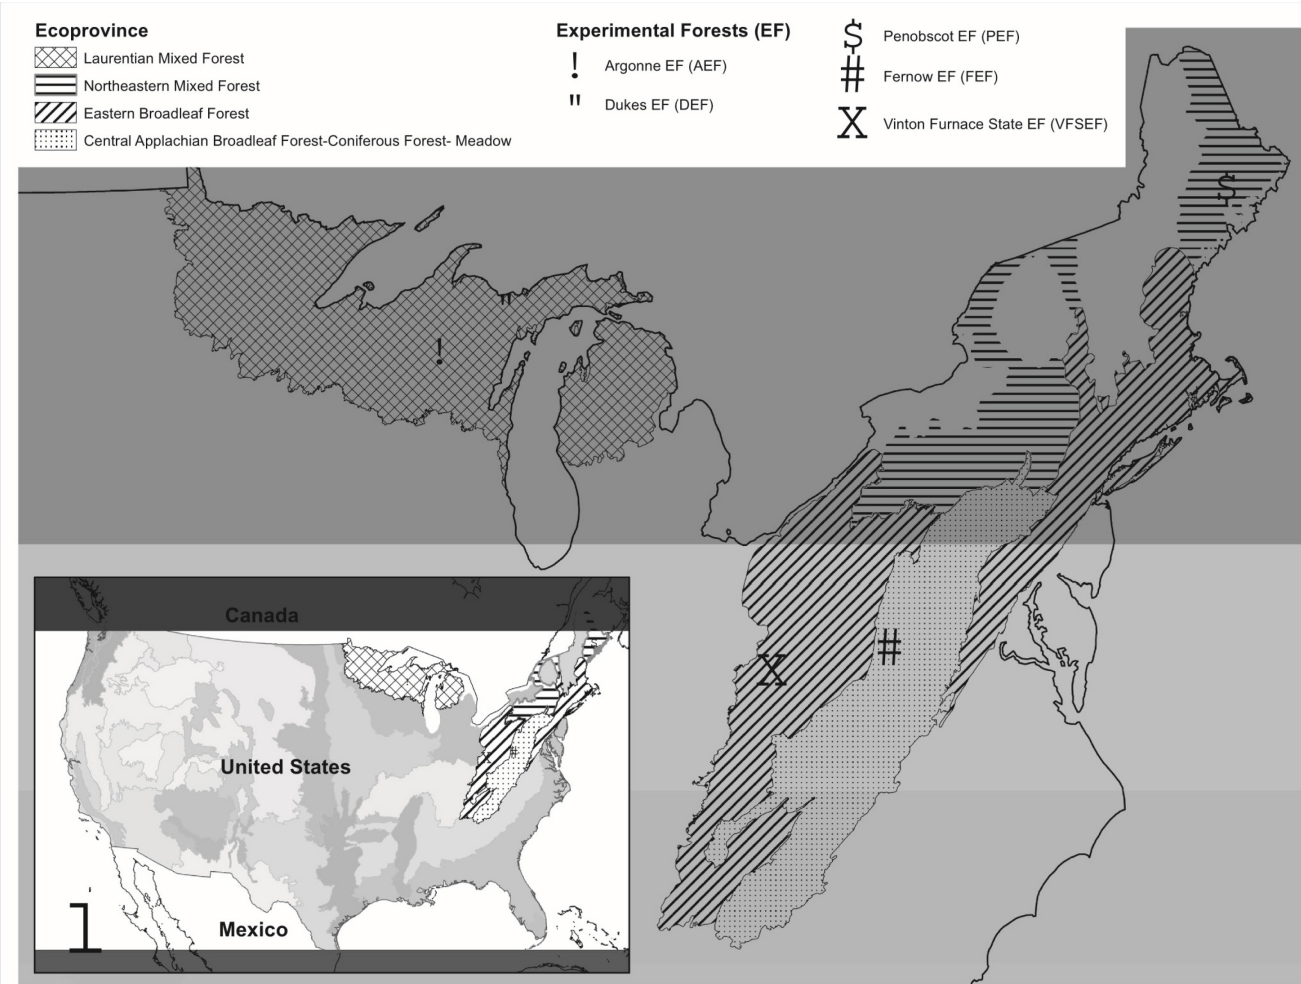 Ecoprovince
Laurentian Mixed Forest
Northeastern Mixed Forest
Eastern Broadleaf Forest
Central Applachian Broadleaf Forest-Coniferous Forest- Meadow
Experimental Forests (EF)
! Argonne EF (AEF)
" Dukes EF (DEF)
$ Penobscot EF (PEF)
# Fernow EF (FEF)
X Vinton Furnace State EF (VFSEF)
$
"
!
#
X
Canada
United States
Mexico
$
#
X
i